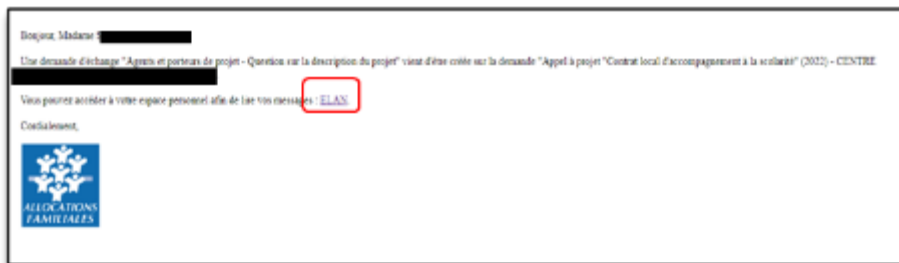 Bonjour, Madame
Une demande d'échange "Agents et porteurs de projet - Question sur la description du projet" vient d'être créée sur la demande "Appel à projet "Contrat local d'accompagnement à la scolarité" (2022) - CENTRE
Vous pouvez accéder à votre espace personnel afin de lire vos messages : ELAN.
Cordialement,
ALLOCATIONS
FAMILIALES